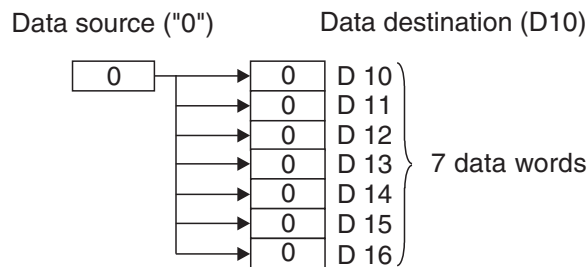 Data source ("0") Data destination (D10)
0 0 D 10
0 D 11
0 D 12
0 D 13 7 data words
0 D 14
0 D 15
0 D 16